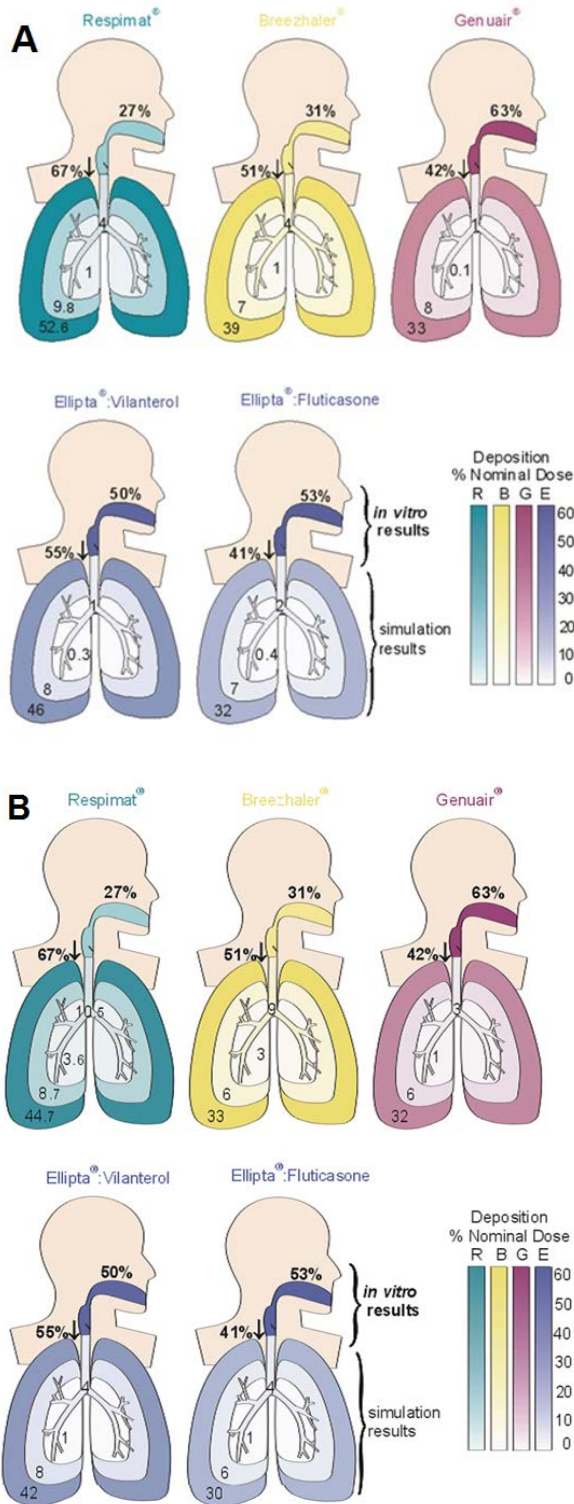 Respimat® Breezhaler® Genuair®
A
27% 31% 63%
67% 51% 42%
4 4 1
1 1 0.1
9.8 7 8
52.6 39 33
Ellipta®:Vilanterol Ellipta®:Fluticasone
Deposition
% Nominal Dose
R B G E
50% 53%
in vitro
results
55% 41%
60
50
40
30
20
10
0
1 2
simulation
results
0.3 0.4
8 7
46 32
Respimat® Breezhaler® Genuair®
B
27% 31% 63%
67% 51% 42%
10.5 9 3
3.6 3 1
8.7 6 6
44.7 33 32
Ellipta®:Vilanterol Ellipta®:Fluticasone
Deposition
% Nominal Dose
R B G E
50% 53%
in vitro
results
55% 41%
60
50
40
30
20
10
0
4 4
simulation
results
1 1
8 6
42 30